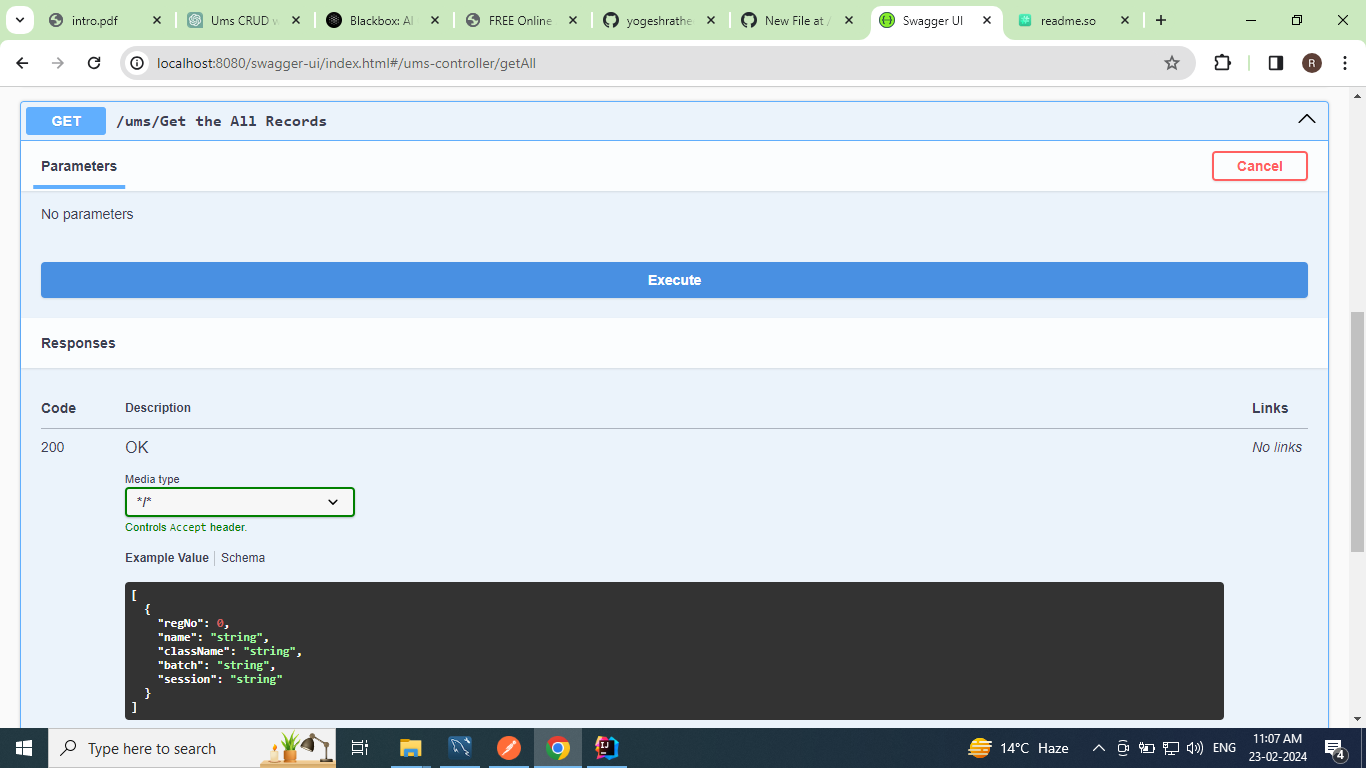 intro.pdf
Ums CRUD w
Blackbox: AI
FREE Online
yogeshrathe
New File at /
Swagger UI
readme.so
localhost:8080/swagger-ui/index.html#/ums-controller/getAll
R
GET /ums/Get the All Records
Parameters
Cancel
No parameters
Execute
Responses
Code Description Links
200 OK No links
Media type
*/*
Controls Accept header.
Example Value Schema
[
{
"regNo": 0,
"name": "string",
"className": "string",
"batch": "string",
"session": "string"
}
]
Type here to search
14°C Haze
ENG
11:07 AM
23-02-2024
4